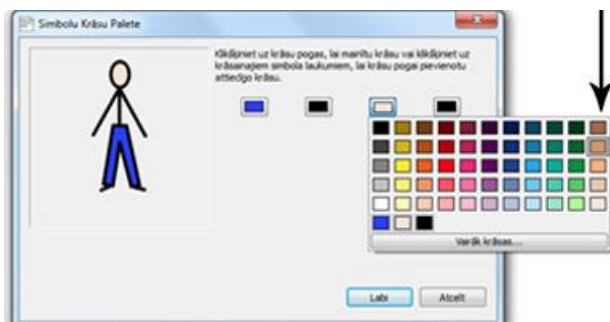 Simbolu Krāsu Palete
Klikšķiniet uz krāsu pogas, lai mainītu krāsu vai klikšķiniet uz
krāsainajiem simbola laukumiem, lai krāsu pogai pievienotu
attiecīgo krāsu.
Vairāk krāsas...
Labi
Atcelt